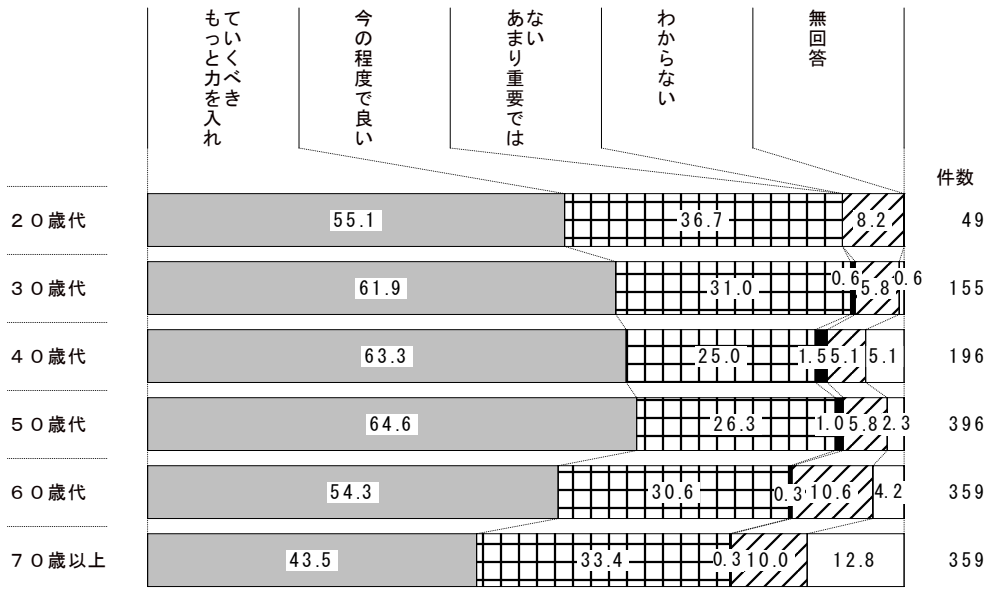 もっと力を入れ
ていくべき
今の程度で良い
あまり重要では
ない
わからない
無回答
件数
２０歳代
55.1
36.7
8.2
49
３０歳代
61.9
31.0
0.6
5.8
0.6
155
４０歳代
63.3
25.0
1.5
5.1
5.1
196
５０歳代
64.6
26.3
1.0
5.8
2.3
396
６０歳代
54.3
30.6
0.3
10.6
4.2
359
７０歳以上
43.5
33.4
0.3
10.0
12.8
359